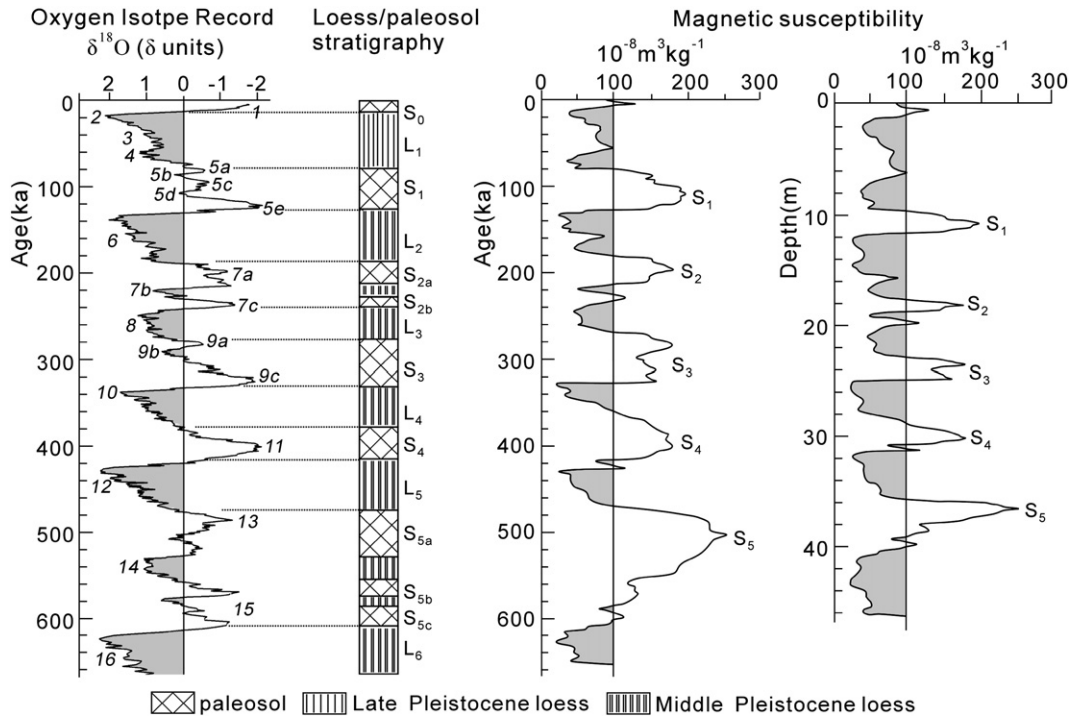 Oxygen Isotpe Record
δ¹⁸O (δ units)
2 1 0 -1 -2
Age(ka)
0
100
200
300
400
500
600
1
2
3
4
5a
5b
5c
5d
5e
6
7a
7b
7c
8
9a
9b
9c
10
11
12
13
14
15
16
Loess/paleosol
stratigraphy
S₀
L₁
S₁
L₂
S₂ₐ
S₂b
L₃
S₃
L₄
S₄
L₅
S₅ₐ
S₅b
S₅c
L₆
Magnetic susceptibility
10⁻⁸m³kg⁻¹
0 100 200 300
Age(ka)
0
100
200
300
400
500
600
S₁
S₂
S₃
S₄
S₅
10⁻⁸m³kg⁻¹
0 100 200 300
Depth(m)
0
10
20
30
40
S₁
S₂
S₃
S₄
S₅
paleosol Late Pleistocene loess Middle Pleistocene loess